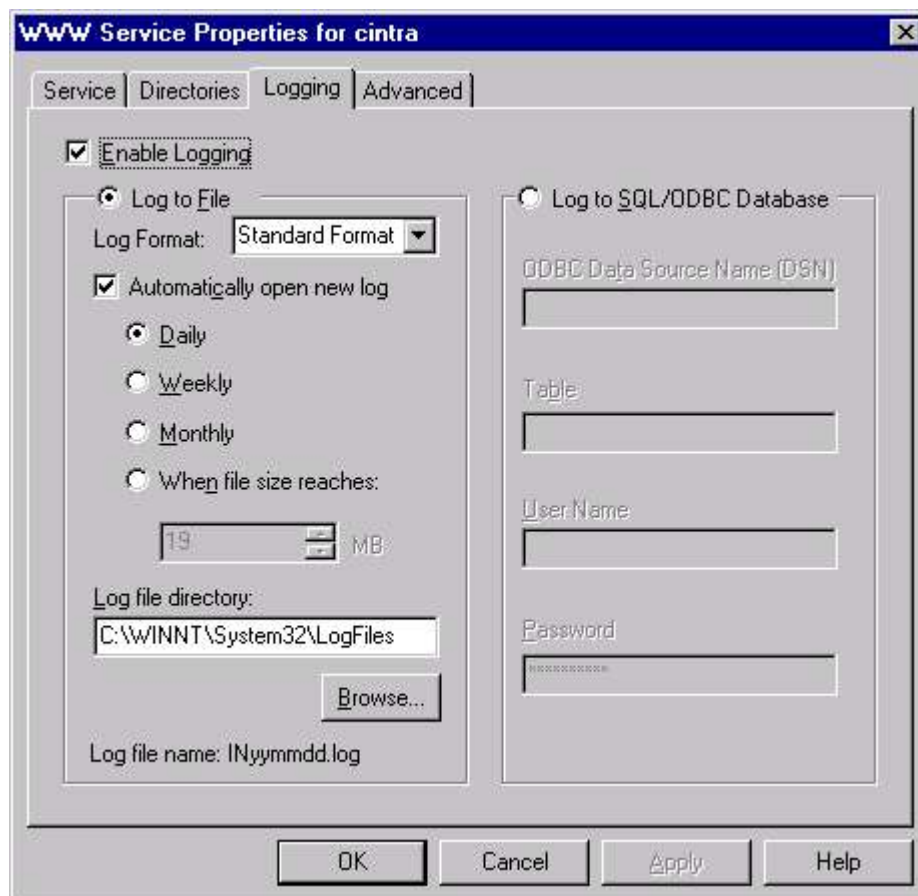 WWW Service Properties for cintra
Service
Directories
Logging
Advanced
Enable Logging
Log to File
Log Format:
Standard Format
Automatically open new log
Daily
Weekly
Monthly
When file size reaches:
19
MB
Log file directory:
C:\WINNT\System32\LogFiles
Browse...
Log file name: INyymmdd.log
Log to SQL/ODBC Database
ODBC Data Source Name (DSN)
Table
User Name
Password
**********
OK
Cancel
Apply
Help